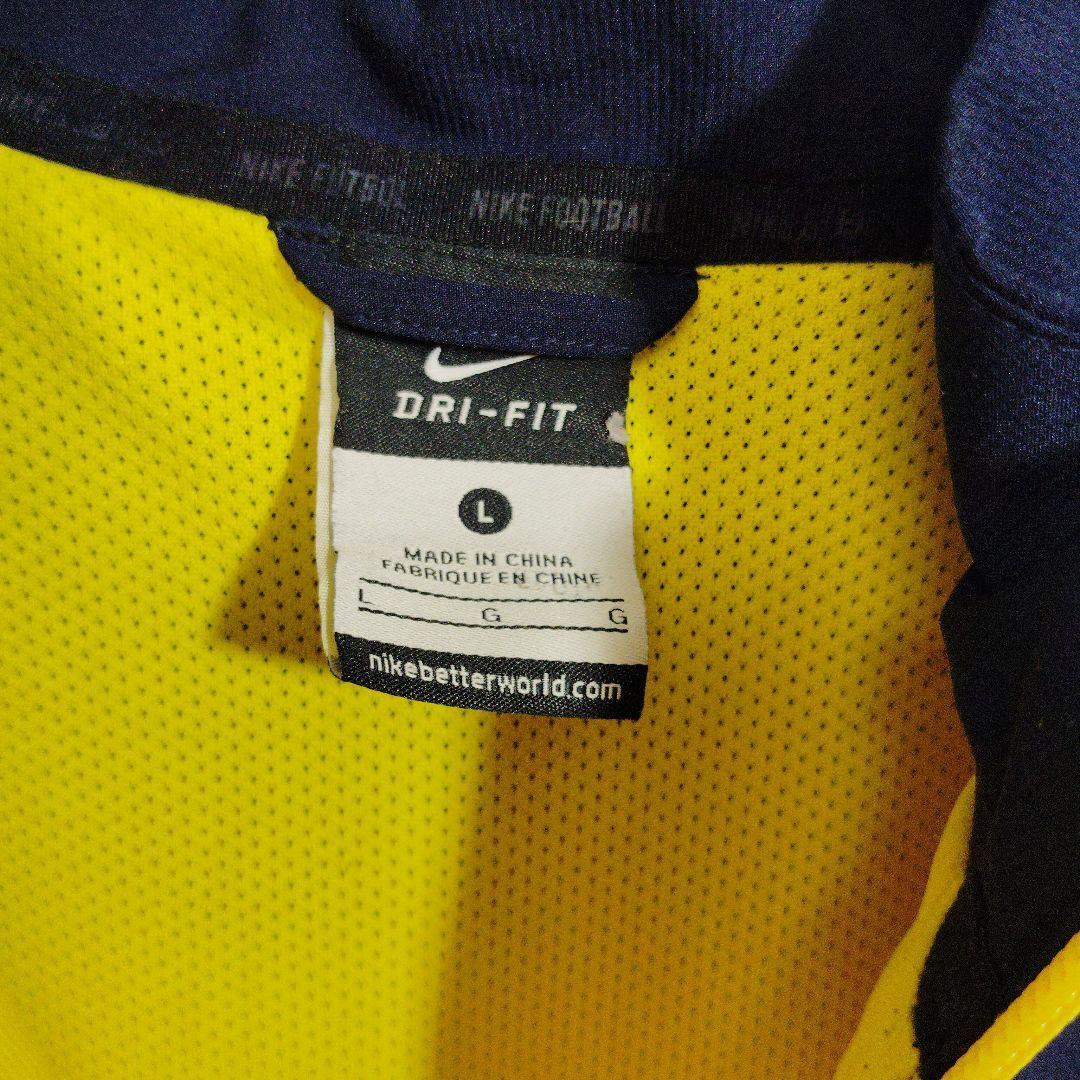 NIKE FUTBOL NIKE FOOTBALL
DRI-FIT
L
MADE IN CHINA
FABRIQUE EN CHINE
L G G
nikebetterworld.com